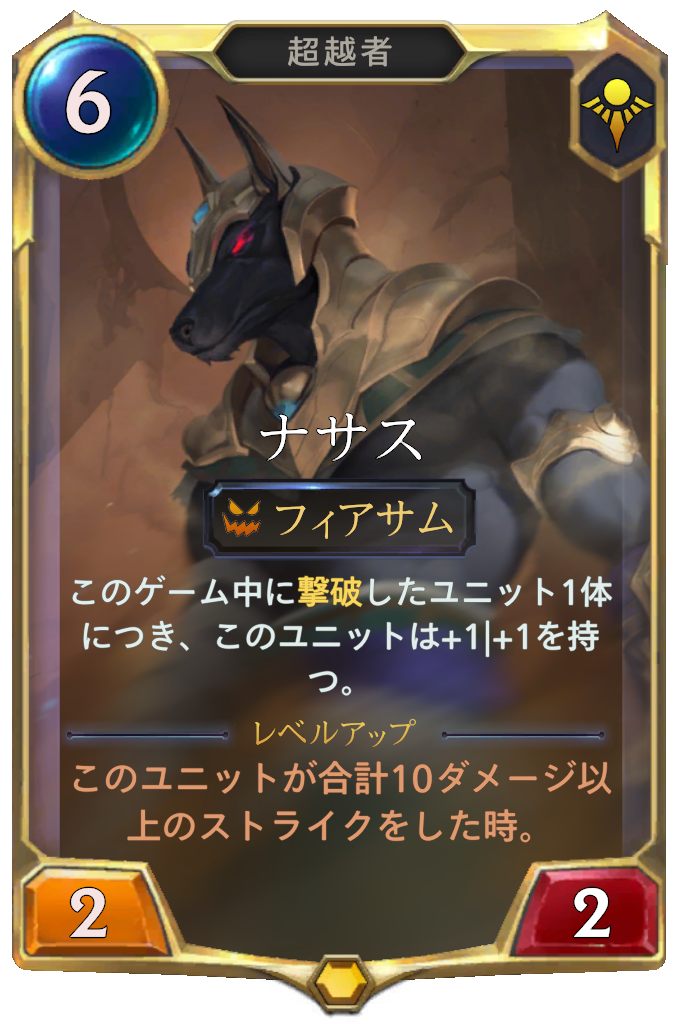 超越者
6
ナサス
フィアサム
このゲーム中に撃破したユニット1体
につき、このユニットは+1|+1を持
つ。
レベルアップ
このユニットが合計10ダメージ以
上のストライクをした時。
2
2